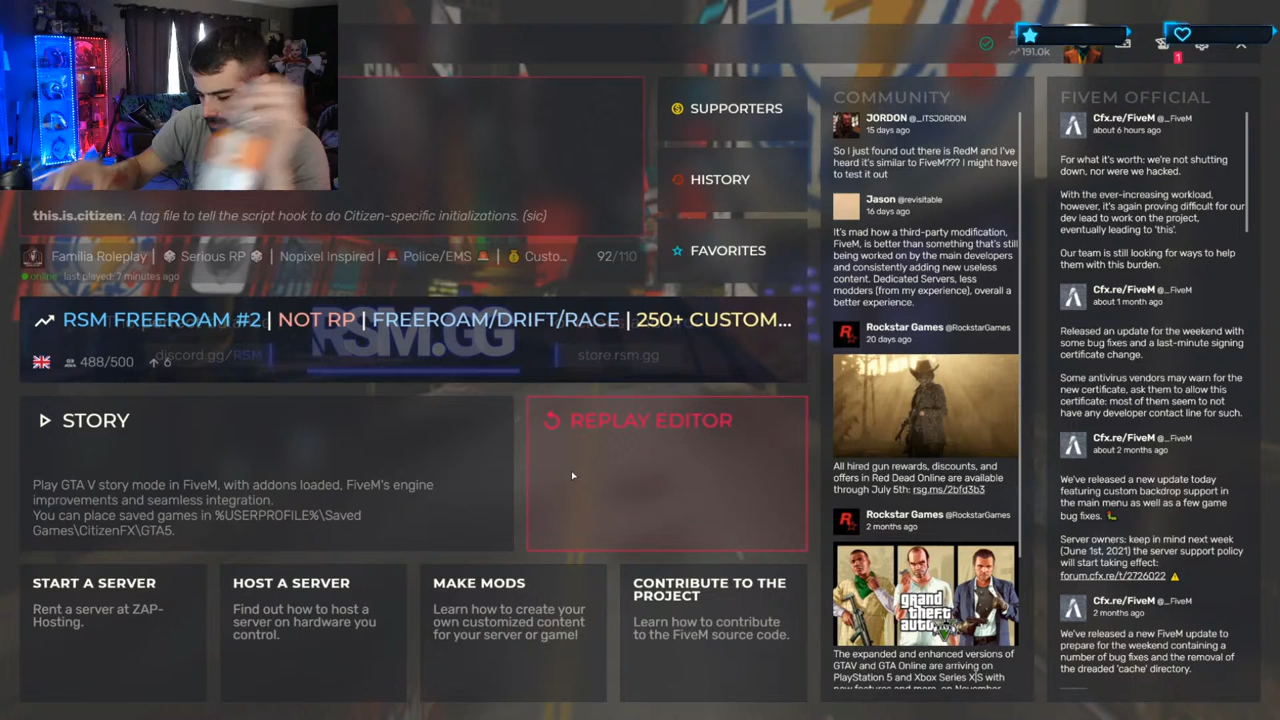 191.0k
1
SUPPORTERS
HISTORY
FAVORITES
this.is.citizen: A tag file to tell the script hook to do Citizen-specific initializations. (sic)
Familia Roleplay | Serious RP | Nopixel Inspired | Police/EMS | Custo...
92/110
online last played: 7 minutes ago
RSM FREEROAM #2 | NOT RP | FREEROAM/DRIFT/RACE | 250+ CUSTOM...
discord.gg/RSM
RSM.GG
store.rsm.gg
488/500
6
STORY
Play GTA V story mode in FiveM, with addons loaded, FiveM's engine
improvements and seamless integration.
You can place saved games in %USERPROFILE%\Saved
Games\CitizenFX\GTA5.
REPLAY EDITOR
START A SERVER
Rent a server at ZAP-
Hosting.
HOST A SERVER
Find out how to host a
server on hardware you
control.
MAKE MODS
Learn how to create your
own customized content
for your server or game!
CONTRIBUTE TO THE
PROJECT
Learn how to contribute
to the FiveM source code.
COMMUNITY
JORDON @_ITSJORDON
15 days ago
So I just found out there is RedM and I've
heard it's similar to FiveM??? I might have
to test it out
Jason @revisitable
16 days ago
It's mad how a third-party modification,
FiveM, is better than something that's still
being worked on by the main developers
and consistently adding new useless
content. Dedicated Servers, less
modders (from my experience), overall a
better experience.
Rockstar Games @RockstarGames
20 days ago
All hired gun rewards, discounts, and
offers in Red Dead Online are available
through July 5th: rsg.ms/2bfd3b3
Rockstar Games @RockstarGames
2 months ago
grand
theft
auto
The expanded and enhanced versions of
GTAV and GTA Online are arriving on
PlayStation 5 and Xbox Series X|S with
new features and more, on November
FIVEM OFFICIAL
Cfx.re/FiveM @_FiveM
about 6 hours ago
For what it's worth: we're not shutting
down, nor were we hacked.
With the ever-increasing workload,
however, it's again proving difficult for our
dev lead to work on the project,
eventually leading to 'this'.
Our team is still looking for ways to help
them with this burden.
Cfx.re/FiveM @_FiveM
about 1 month ago
Released an update for the weekend with
some bug fixes and a last-minute signing
certificate change.
Some antivirus vendors may warn for the
new certificate, ask them to allow this
certificate: most of them seem to not
have any developer contact line for such.
Cfx.re/FiveM @_FiveM
about 2 months ago
We've released a new update today
featuring custom backdrop support in
the main menu as well as a few game
bug fixes.
Server owners: keep in mind next week
(June 1st, 2021) the server support policy
will start taking effect:
forum.cfx.re/t/2726022
Cfx.re/FiveM @_FiveM
2 months ago
We've released a new FiveM update to
prepare for the weekend containing a
number of bug fixes and the removal of
the dreaded 'cache' directory.